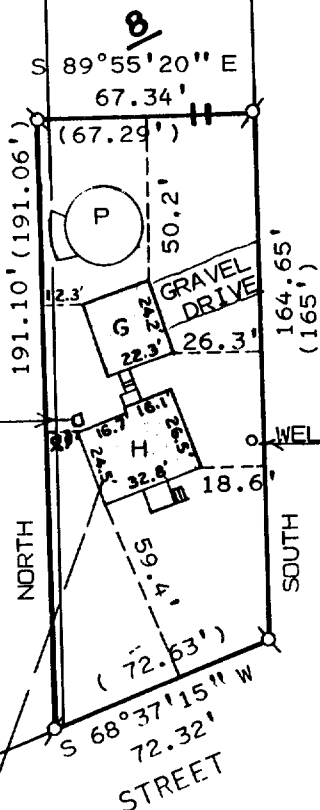 8
S 89°55'20" E
67.34'
(67.29')
191.10' (191.06')
P
50.2'
164.65'
(165')
12.3'
GRAVEL
DRIVE
24.2'
G
22.3'
26.3'
16.7'
16.1'
WEL
H
26.5'
24.5'
32.8'
18.6'
NORTH
SOUTH
59.4'
(72.63')
S 68°37'15" W
72.32'
STREET